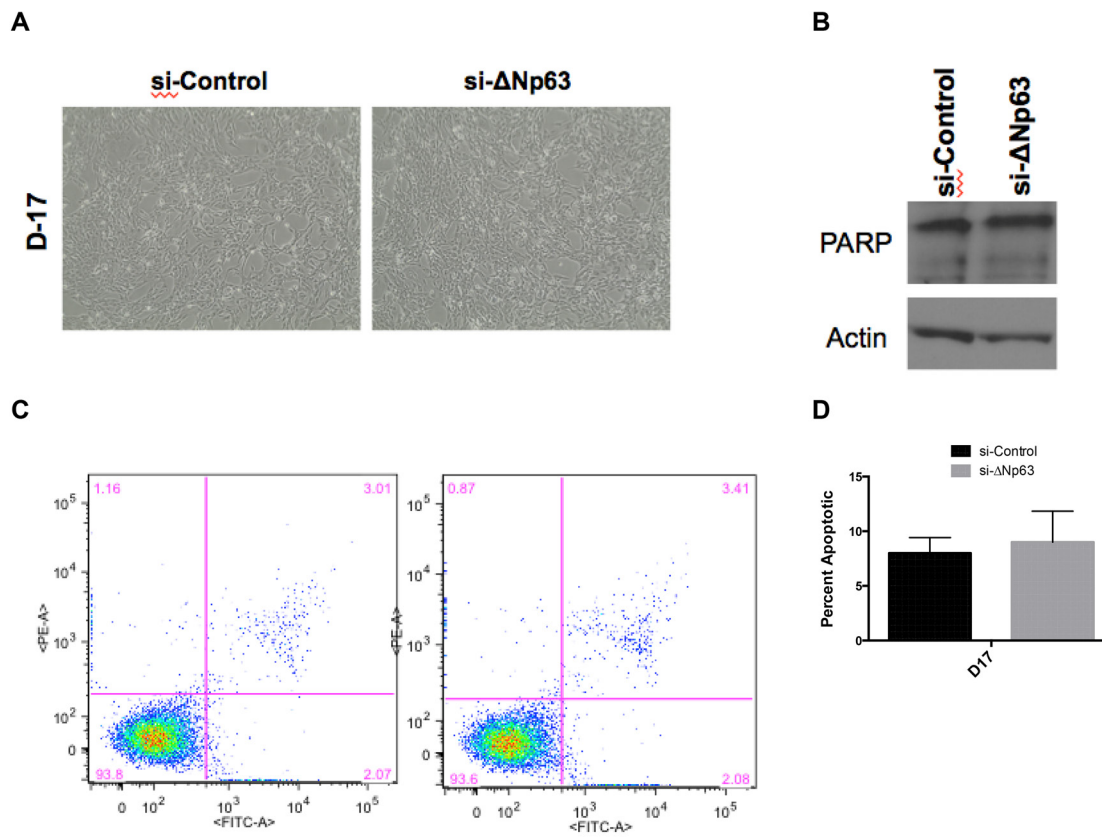 A
B
si-Control
si-ΔNp63
D-17
si-Control
si-ΔNp63
PARP
Actin
C
D
1.16
3.01
93.8
2.07
10⁵
10⁴
10³
10²
0
<PE-A>
0 10² 10³ 10⁴ 10⁵
<FITC-A>
0.87
3.41
93.6
2.08
10⁵
10⁴
10³
10²
0
<PE-A>
0 10² 10³ 10⁴ 10⁵
<FITC-A>
si-Control
si-ΔNp63
15
10
5
0
Percent Apoptotic
D17